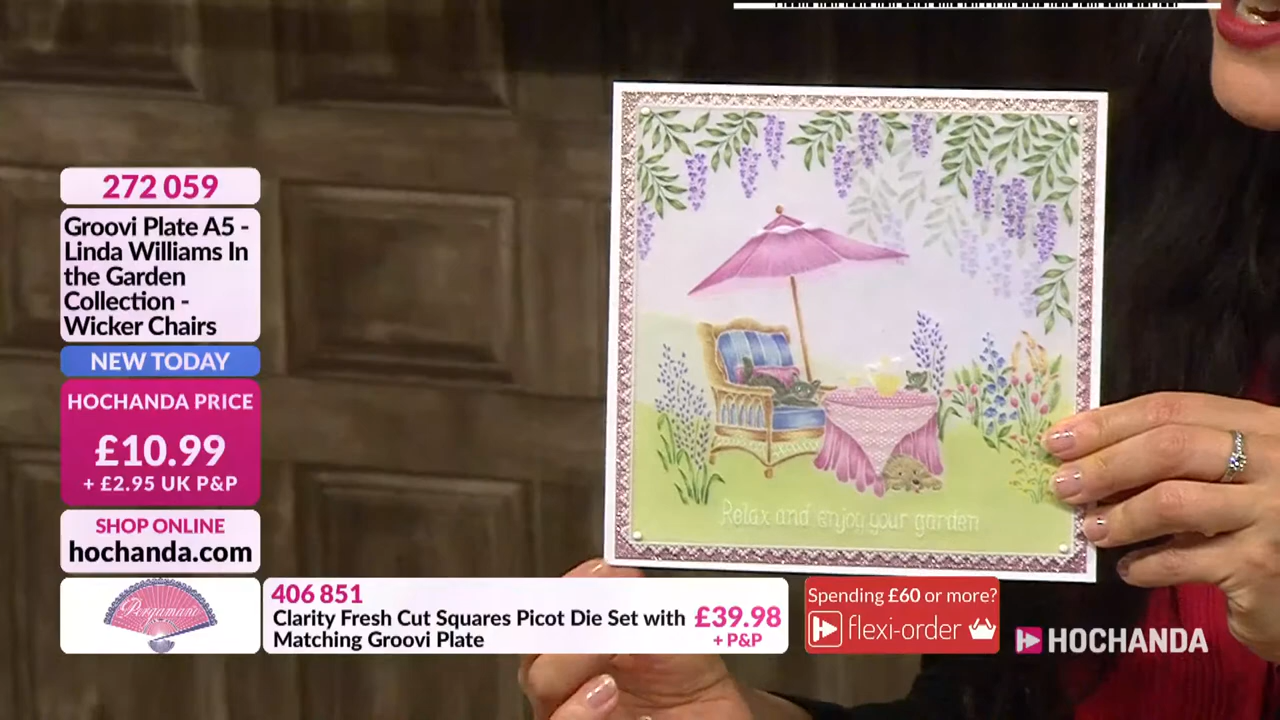 272 059
Groovi Plate A5 -
Linda Williams In
the Garden
Collection -
Wicker Chairs
NEW TODAY
HOCHANDA PRICE
£10.99
+ £2.95 UK P&P
SHOP ONLINE
hochanda.com
Pergamano
406 851
Clarity Fresh Cut Squares Picot Die Set with
Matching Groovi Plate
£39.98
+ P&P
Spending £60 or more?
flexi-order
HOCHANDA
Relax and enjoy your garden